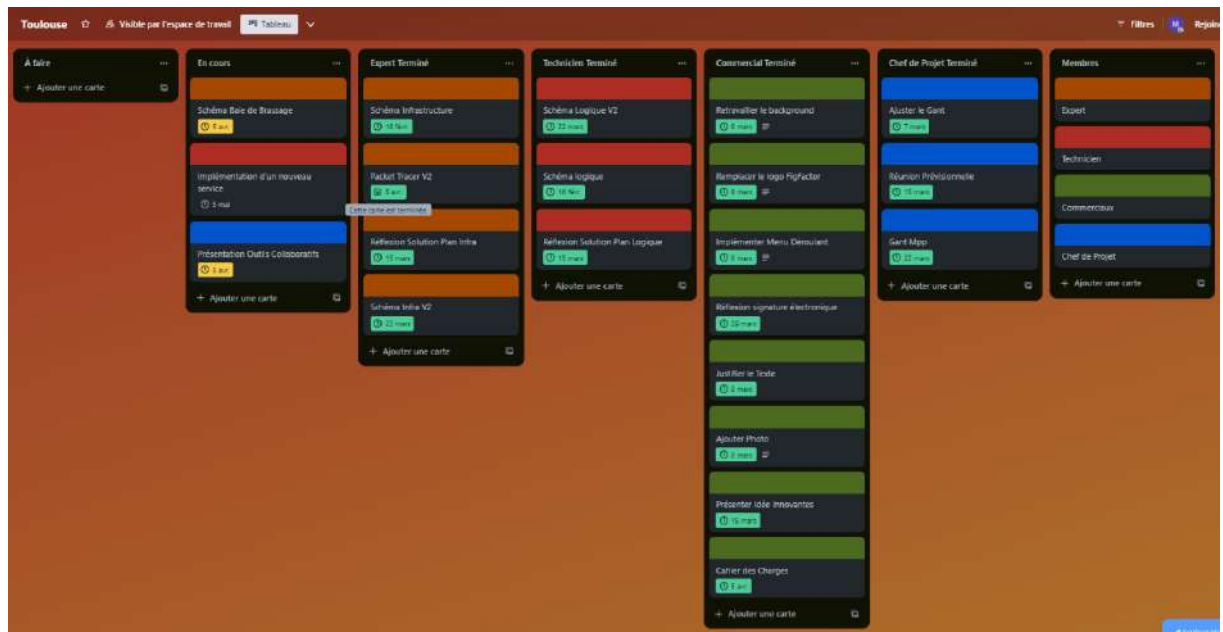 Toulouse
Visible par l'espace de travail
Tableau
Filtres
Rejoin
À faire
+ Ajouter une carte
En cours
Schéma Baie de Brassage
5 avr.
Implémentation d'un nouveau
service
3 mai
Présentation Outils Collaboratifs
5 avr.
+ Ajouter une carte
Expert Terminé
Schéma Infrastructure
16 févr.
Packet Tracer V2
5 avr.
Cette carte est terminée.
Réflexion Solution Plan Infra
15 mars
Schéma Infra V2
22 mars
+ Ajouter une carte
Technicien Terminé
Schéma Logique V2
22 mars
Schéma logique
16 févr.
Réflexion Solution Plan Logique
15 mars
+ Ajouter une carte
Commercial Terminé
Retravailler le background
8 mars
Remplacer le logo Figfactor
8 mars
Implémenter Menu Déroulant
8 mars
Réflexion signature électronique
mars
Justifier le Texte
8 mars
Ajouter Photo
8 mars
Présenter Idée Innovantes
15 mars
Cahier des Charges
5 avr.
+ Ajouter une carte
Chef de Projet Terminé
Ajuster le Gant
7 mars
Réunion Prévisionnelle
15 mars
Gant Mpp
22 mars
+ Ajouter une carte
Membres
Expert
Technicien
Commerciaux
Chef de Projet
+ Ajouter une carte